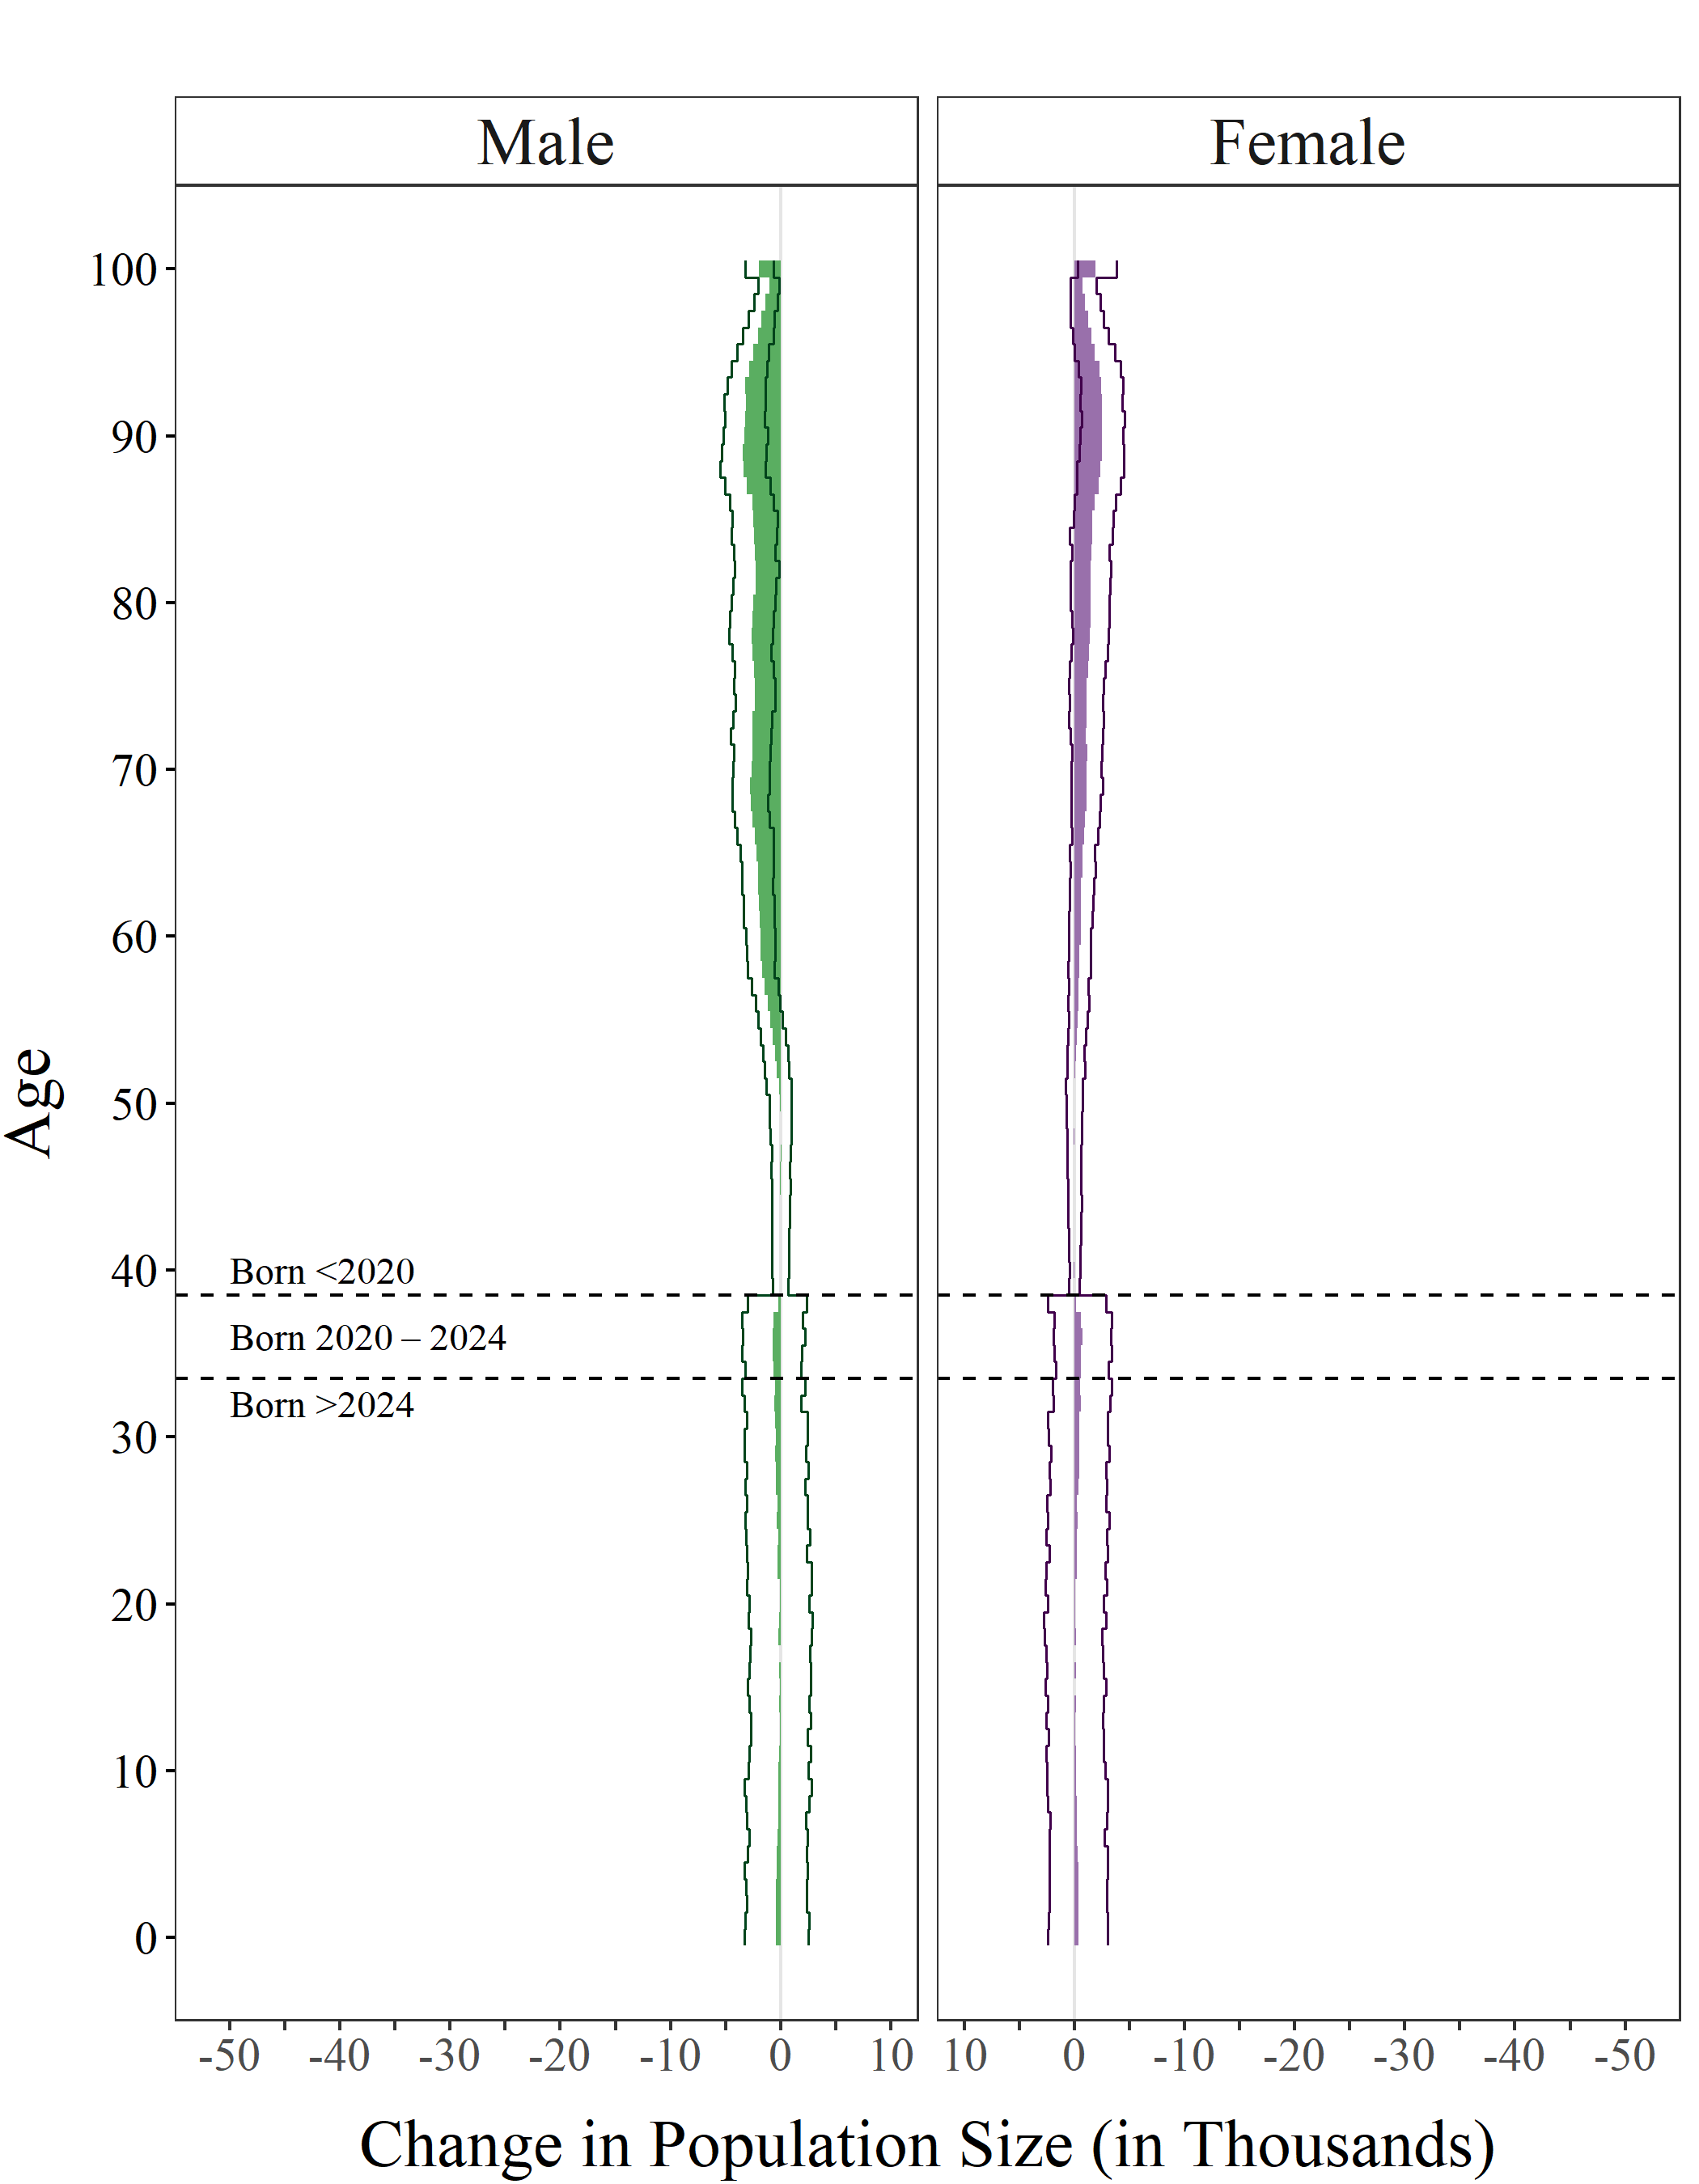 Male
Female
100
90
80
70
60
50
40
30
20
10
0
Age
Born <2020
Born 2020 – 2024
Born >2024
-50 -40 -30 -20 -10 0 10
10 0 -10 -20 -30 -40 -50
Change in Population Size (in Thousands)